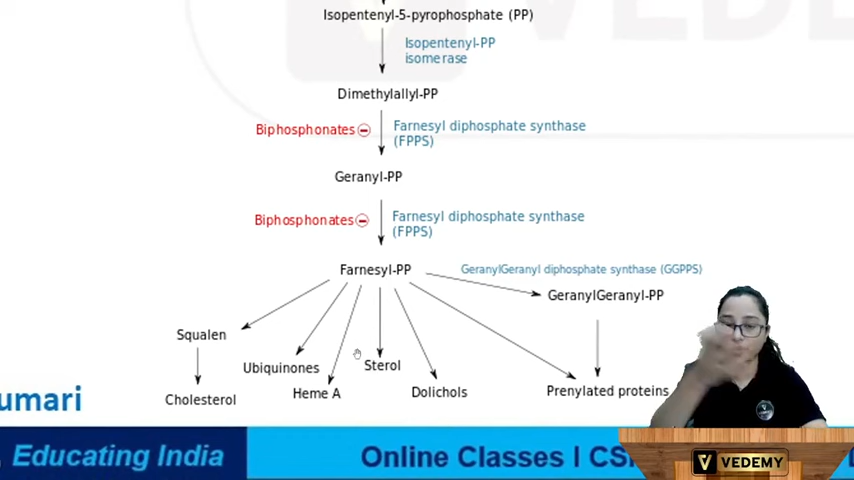 VEDE
Isopentenyl-5-pyrophosphate (PP)
Isopentenyl-PP
isomerase
Dimethylallyl-PP
Biphosphonates
Farnesyl diphosphate synthase
(FPPS)
Geranyl-PP
Biphosphonates
Farnesyl diphosphate synthase
(FPPS)
Farnesyl-PP
GeranylGeranyl diphosphate synthase (GGPPS)
GeranylGeranyl-PP
Squalen
Ubiquinones
Sterol
Heme A
Dolichols
Prenylated proteins
Cholesterol
umari
Educating India
Online Classes I CSI
VEDEMY